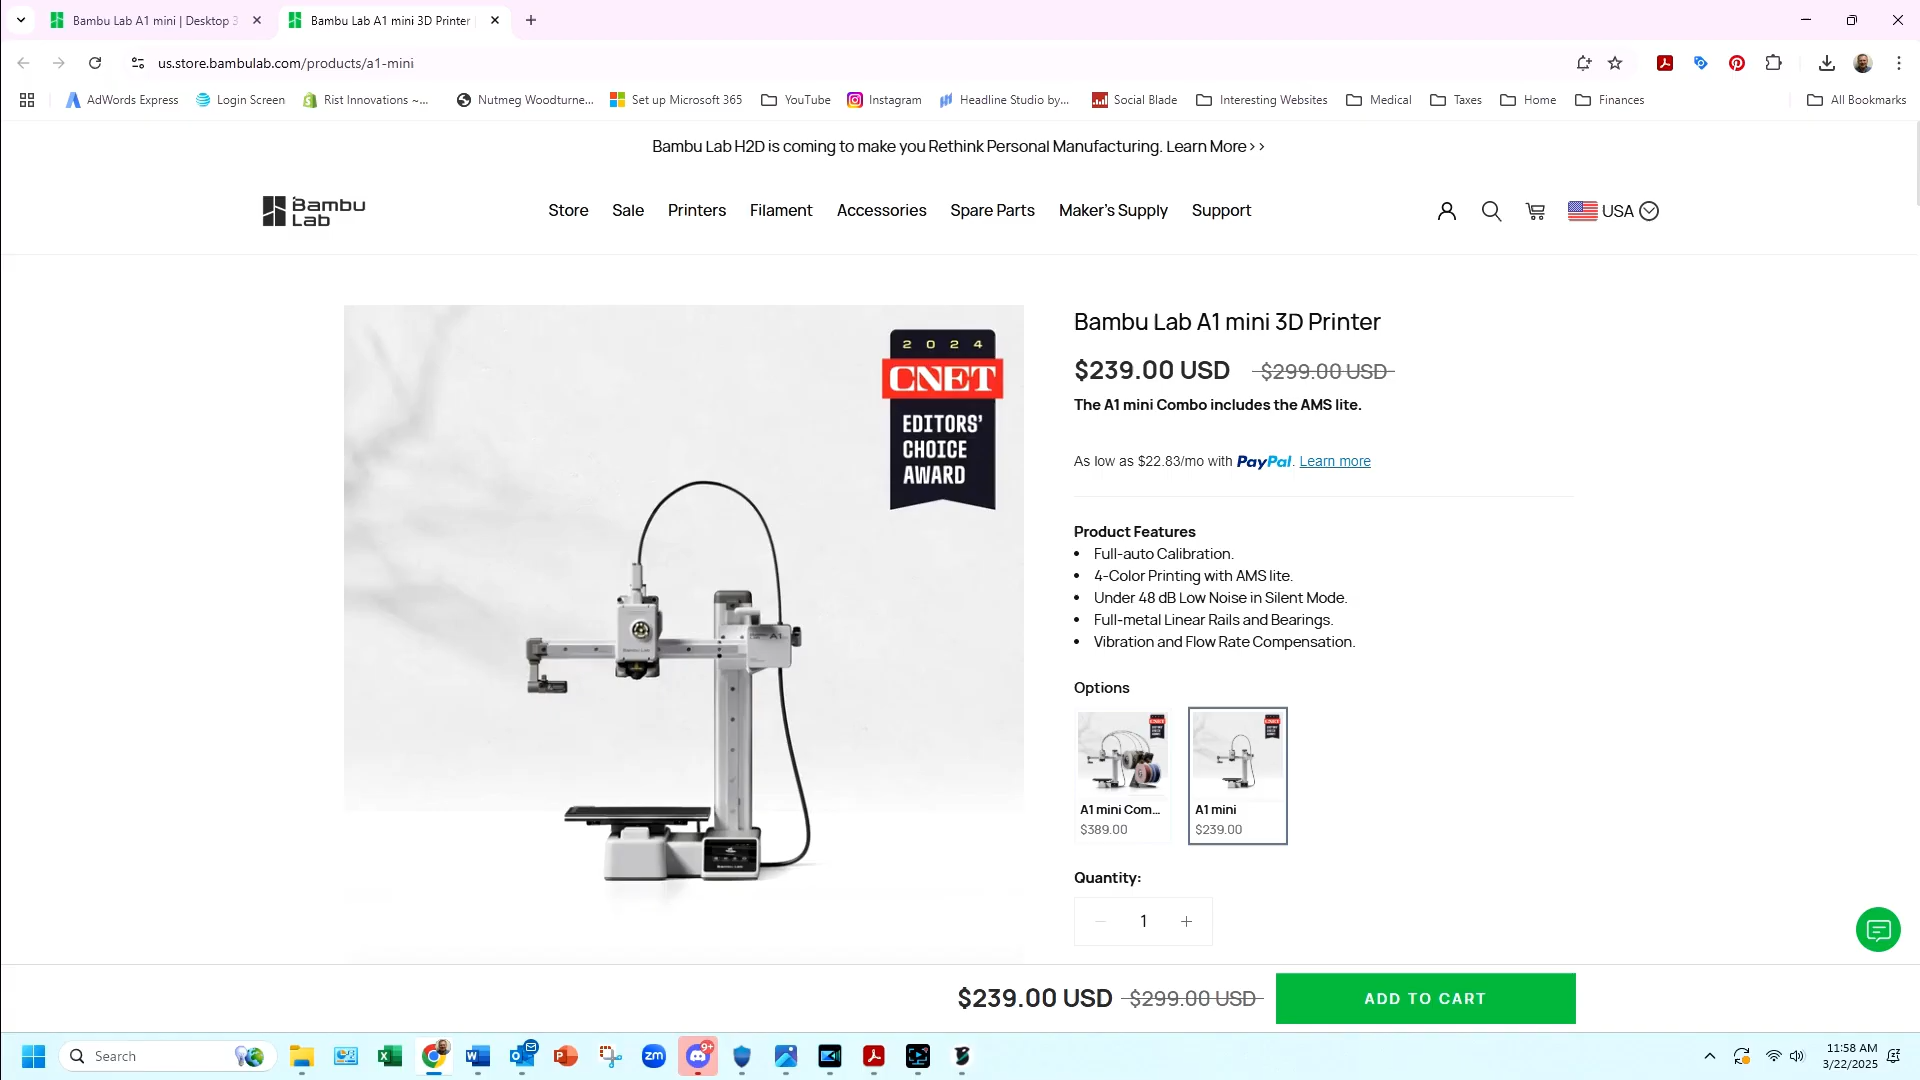 Bambu Lab A1 mini | Desktop 3
Bambu Lab A1 mini 3D Printer
us.store.bambulab.com/products/a1-mini
AdWords Express
Login Screen
Rist Innovations ~...
Nutmeg Woodturne...
Set up Microsoft 365
YouTube
Instagram
Headline Studio by...
Social Blade
Interesting Websites
Medical
Taxes
Home
Finances
All Bookmarks
Bambu Lab H2D is coming to make you Rethink Personal Manufacturing. Learn More>>
Bambu
Lab
Store
Sale
Printers
Filament
Accessories
Spare Parts
Maker's Supply
Support
USA
2024
CNET
EDITORS'
CHOICE
AWARD
A1
Bambu Lab A1 mini 3D Printer
$239.00 USD $299.00 USD
The A1 mini Combo includes the AMS lite.
As low as $22.83/mo with PayPal. Learn more
Product Features
• Full-auto Calibration.
• 4-Color Printing with AMS lite.
• Under 48 dB Low Noise in Silent Mode.
• Full-metal Linear Rails and Bearings.
• Vibration and Flow Rate Compensation.
Options
A1 mini Com...
$389.00
A1 mini
$239.00
Quantity:
1
$239.00 USD $299.00 USD
ADD TO CART
Search
zm
9+
11:58 AM
3/22/2025